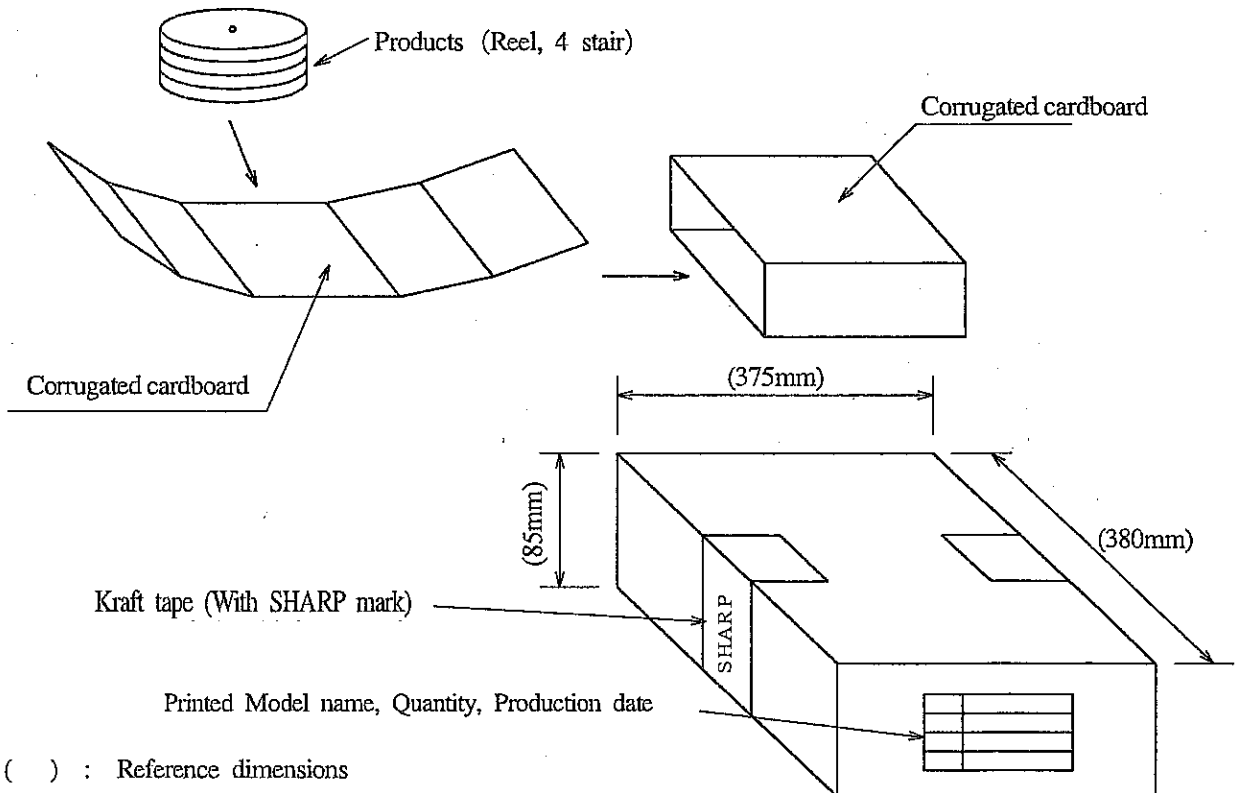 Products (Reel, 4 stair)
Corrugated cardboard
Corrugated cardboard
(375mm)
(85mm)
(380mm)
Kraft tape (With SHARP mark)
SHARP
Printed Model name, Quantity, Production date
( ) : Reference dimensions